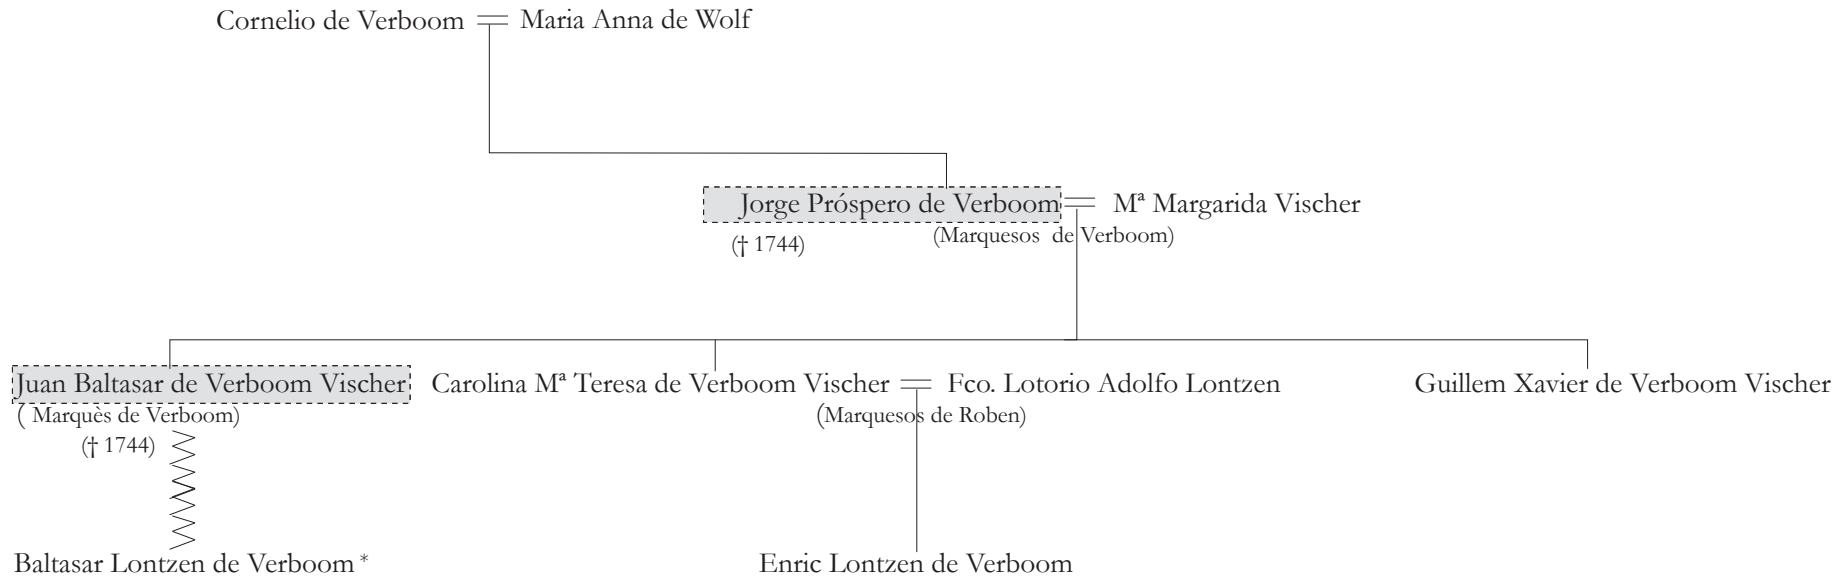 Cornelio de Verboom Maria Anna de Wolf
Jorge Próspero de Verboom Mª Margarida Vischer
(† 1744) (Marquesos de Verboom)
Juan Baltasar de Verboom Vischer Carolina Mª Teresa de Verboom Vischer Fco. Lotorio Adolfo Lontzen Guillem Xavier de Verboom Vischer
( Marquès de Verboom) (Marquesos de Roben)
(† 1744)
Baltasar Lontzen de Verboom * Enric Lontzen de Verboom